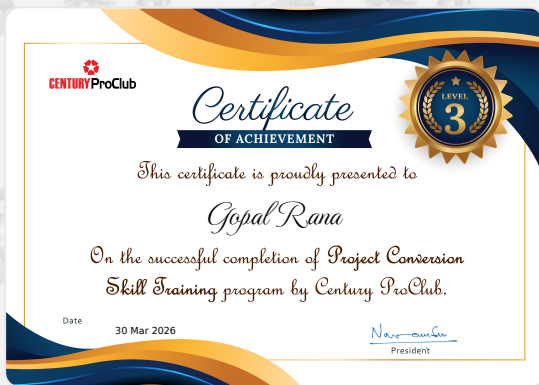 CENTURY ProClub
Certificate
OF ACHIEVEMENT
LEVEL
3
This certificate is proudly presented to
Gopal Rana
On the successful completion of Project Conversion
Skill Training program by Century ProClub.
Date
30 Mar 2026
President